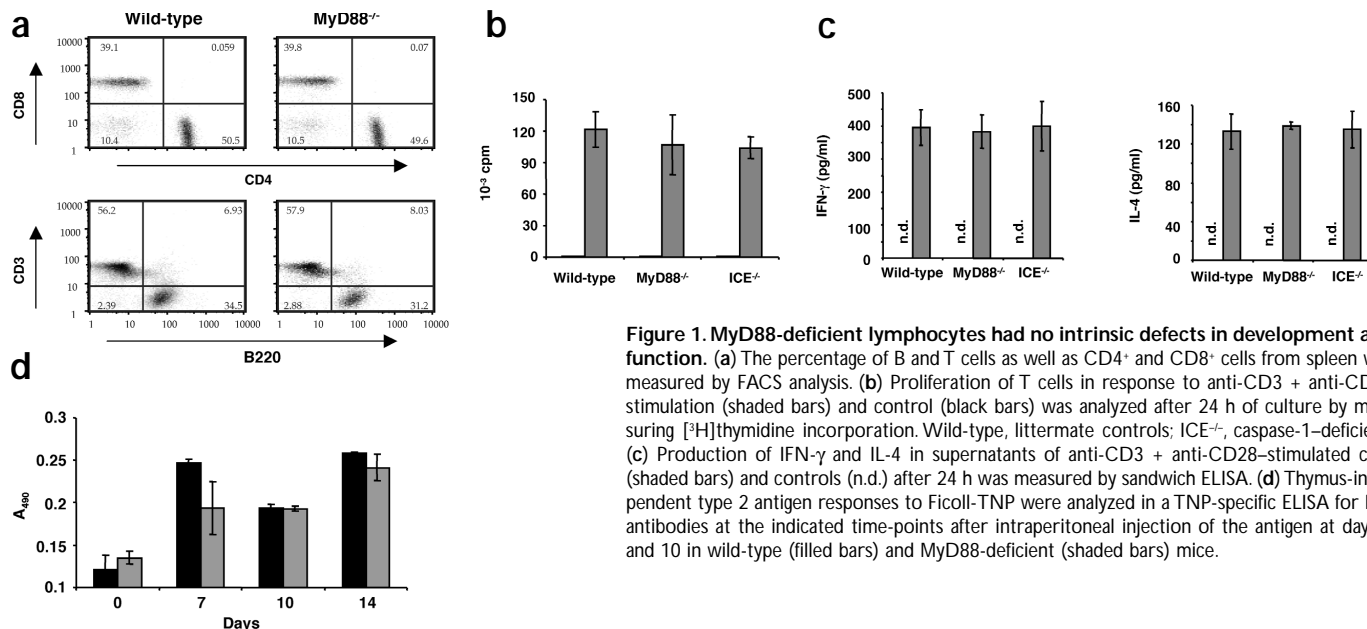 a
Wild-type
MyD88-/-
10000
1000
100
10
1
CD8
39.1
0.059
10.4
50.5
39.8
0.07
10.5
49.6
CD4
10000
1000
100
10
1
CD3
56.2
6.93
2.39
34.5
57.9
8.03
2.88
31.2
1 10 100 1000 10000
1 10 100 1000 10000
B220
b
150
120
90
60
30
0
10-3 cpm
Wild-type MyD88-/- ICE-/-
c
500
400
300
200
100
0
IFN-γ (pg/ml)
n.d. n.d. n.d.
Wild-type MyD88-/- ICE-/-
160
120
80
40
0
IL-4 (pg/ml)
n.d. n.d. n.d.
Wild-type MyD88-/- ICE-/-
d
0.3
0.25
0.2
0.15
0.1
A490
0 7 10 14
Days
Figure 1. MyD88-deficient lymphocytes had no intrinsic defects in development a
function. (a) The percentage of B and T cells as well as CD4+ and CD8+ cells from spleen w
measured by FACS analysis. (b) Proliferation of T cells in response to anti-CD3 + anti-CD
stimulation (shaded bars) and control (black bars) was analyzed after 24 h of culture by m
suring [3H]thymidine incorporation. Wild-type, littermate controls; ICE–/–, caspase-1–deficie
(c) Production of IFN-γ and IL-4 in supernatants of anti-CD3 + anti-CD28–stimulated c
(shaded bars) and controls (n.d.) after 24 h was measured by sandwich ELISA. (d) Thymus-in
pendent type 2 antigen responses to Ficoll-TNP were analyzed in a TNP-specific ELISA for
antibodies at the indicated time-points after intraperitoneal injection of the antigen at day
and 10 in wild-type (filled bars) and MyD88-deficient (shaded bars) mice.